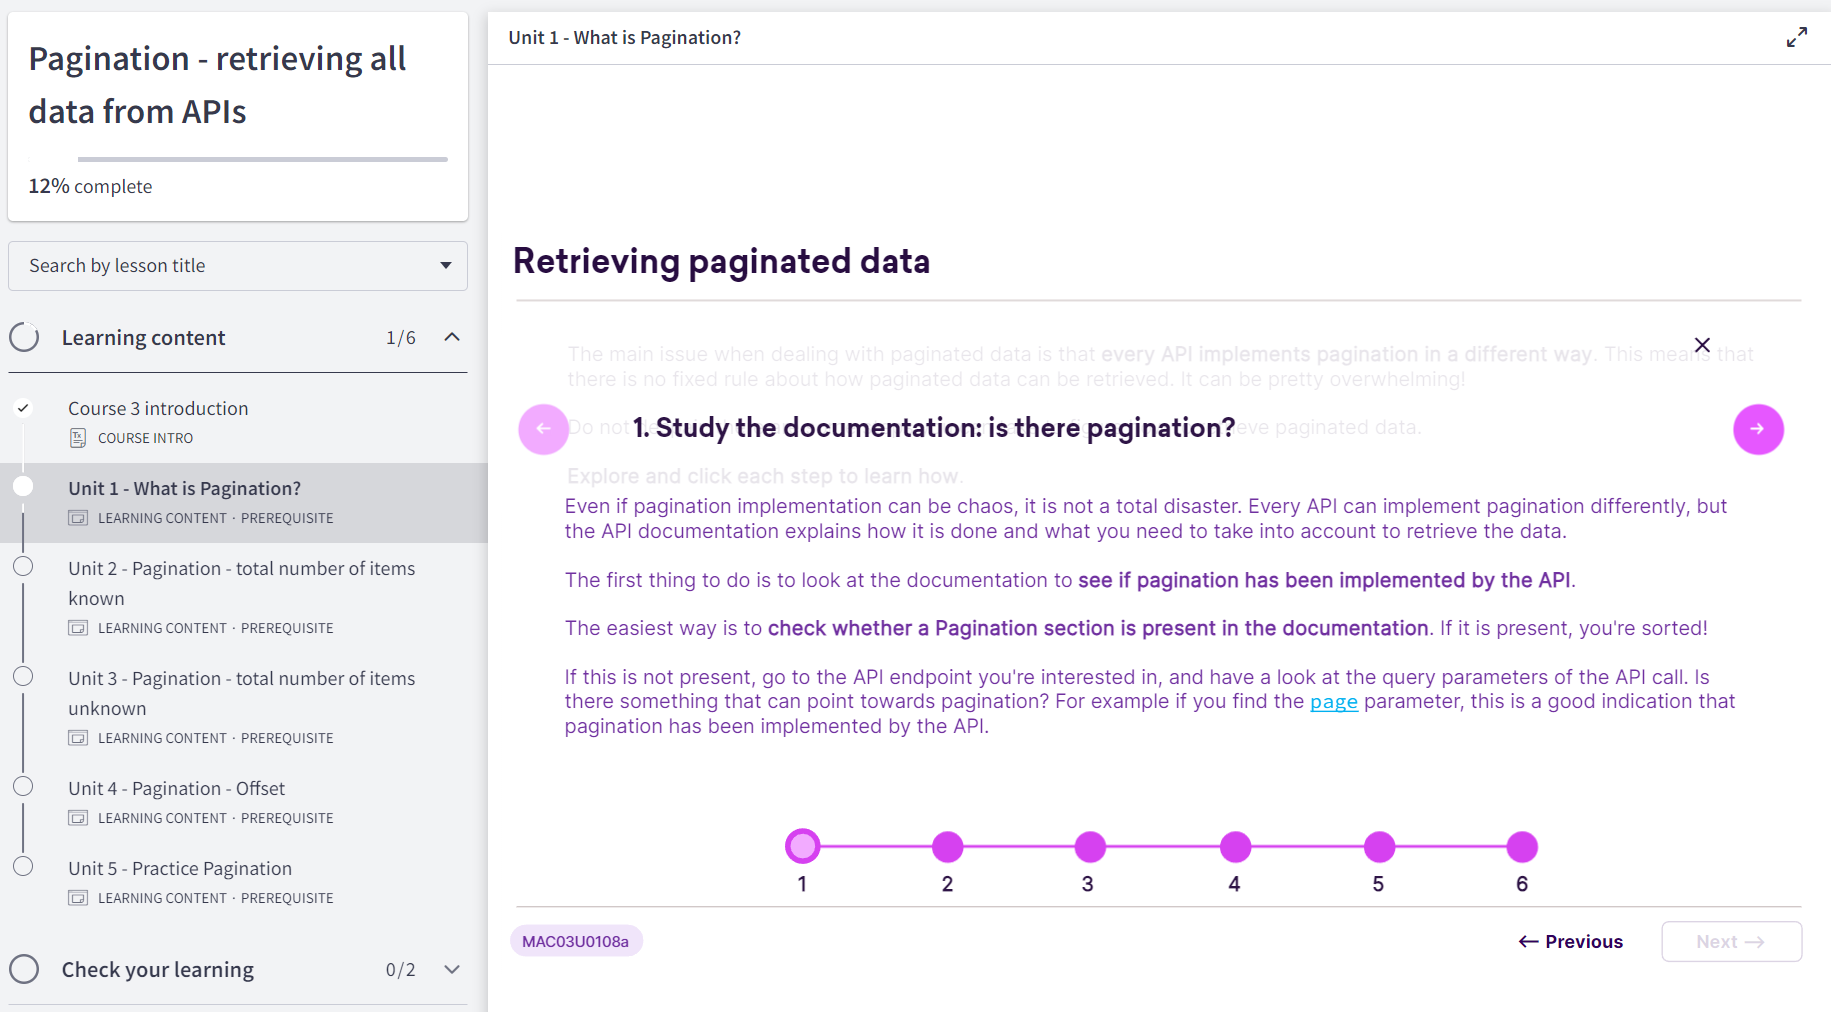 Pagination - retrieving all
data from APIs
12% complete
Search by lesson title
Learning content 1/6
Course 3 introduction
COURSE INTRO
Unit 1 - What is Pagination?
LEARNING CONTENT · PREREQUISITE
Unit 2 - Pagination - total number of items
known
LEARNING CONTENT · PREREQUISITE
Unit 3 - Pagination - total number of items
unknown
LEARNING CONTENT · PREREQUISITE
Unit 4 - Pagination - Offset
LEARNING CONTENT · PREREQUISITE
Unit 5 - Practice Pagination
LEARNING CONTENT · PREREQUISITE
Check your learning 0/2
Unit 1 - What is Pagination?
Retrieving paginated data
The main issue when dealing with paginated data is that every API implements pagination in a different way. This means that
there is no fixed rule about how paginated data can be retrieved. It can be pretty overwhelming!
Do not paginated data.
1. Study the documentation: is there pagination?
Explore and click each step to learn how.
Even if pagination implementation can be chaos, it is not a total disaster. Every API can implement pagination differently, but
the API documentation explains how it is done and what you need to take into account to retrieve the data.
The first thing to do is to look at the documentation to see if pagination has been implemented by the API.
The easiest way is to check whether a Pagination section is present in the documentation. If it is present, you're sorted!
If this is not present, go to the API endpoint you're interested in, and have a look at the query parameters of the API call. Is
there something that can point towards pagination? For example if you find the page parameter, this is a good indication that
pagination has been implemented by the API.
1 2 3 4 5 6
MAC03U0108a
← Previous
Next →